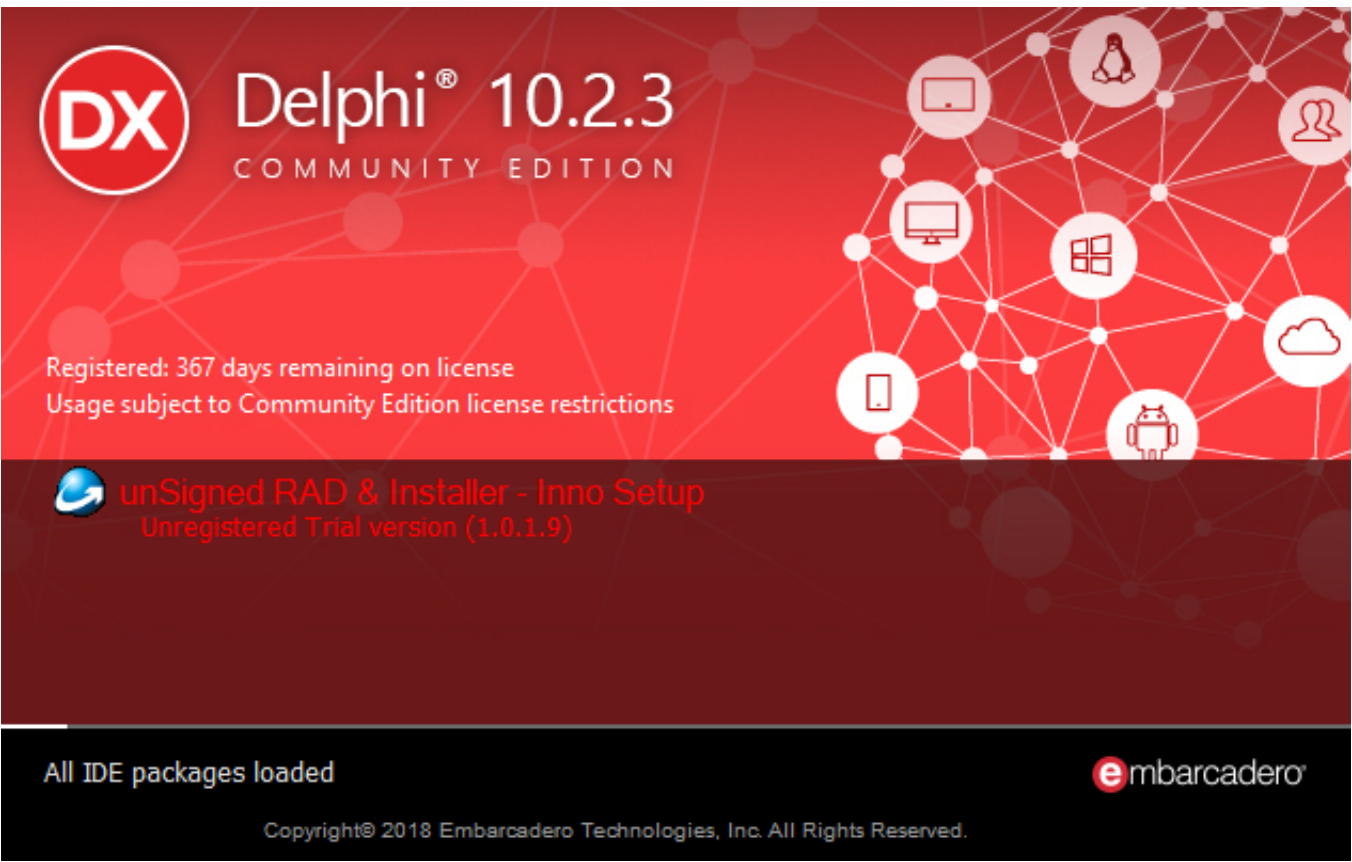 DX
Delphi® 10.2.3
COMMUNITY EDITION
Registered: 367 days remaining on license
Usage subject to Community Edition license restrictions
unSigned RAD & Installer - Inno Setup
Unregistered Trial version (1.0.1.9)
All IDE packages loaded
embarcadero®
Copyright© 2018 Embarcadero Technologies, Inc. All Rights Reserved.